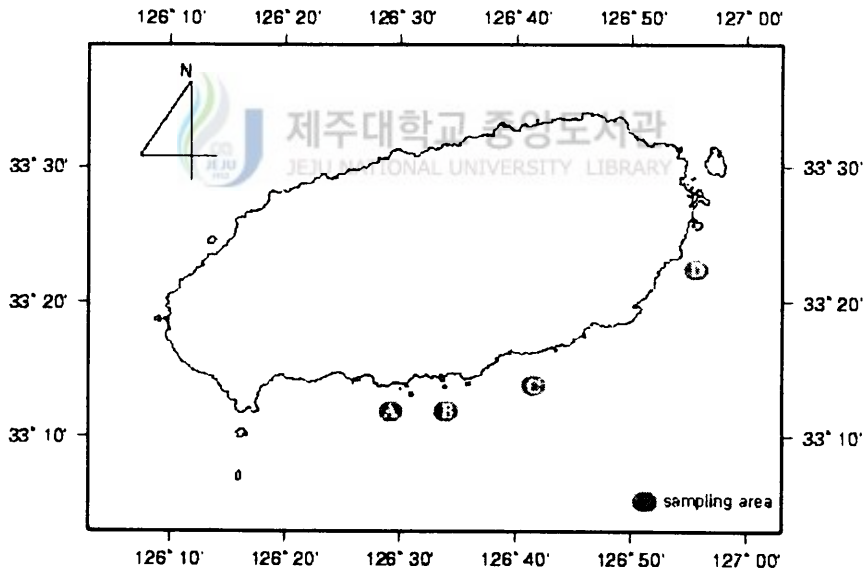 126° 10' 126° 20' 126° 30' 126° 40' 126° 50' 127° 00'
N
제주대학교 중앙도서관
JEJU NATIONAL UNIVERSITY LIBRARY
JEJU
33° 30' 33° 30'
D
33° 20' 33° 20'
C
A B
33° 10' 33° 10'
sampling area
126° 10' 126° 20' 126° 30' 126° 40' 126° 50' 127° 00'